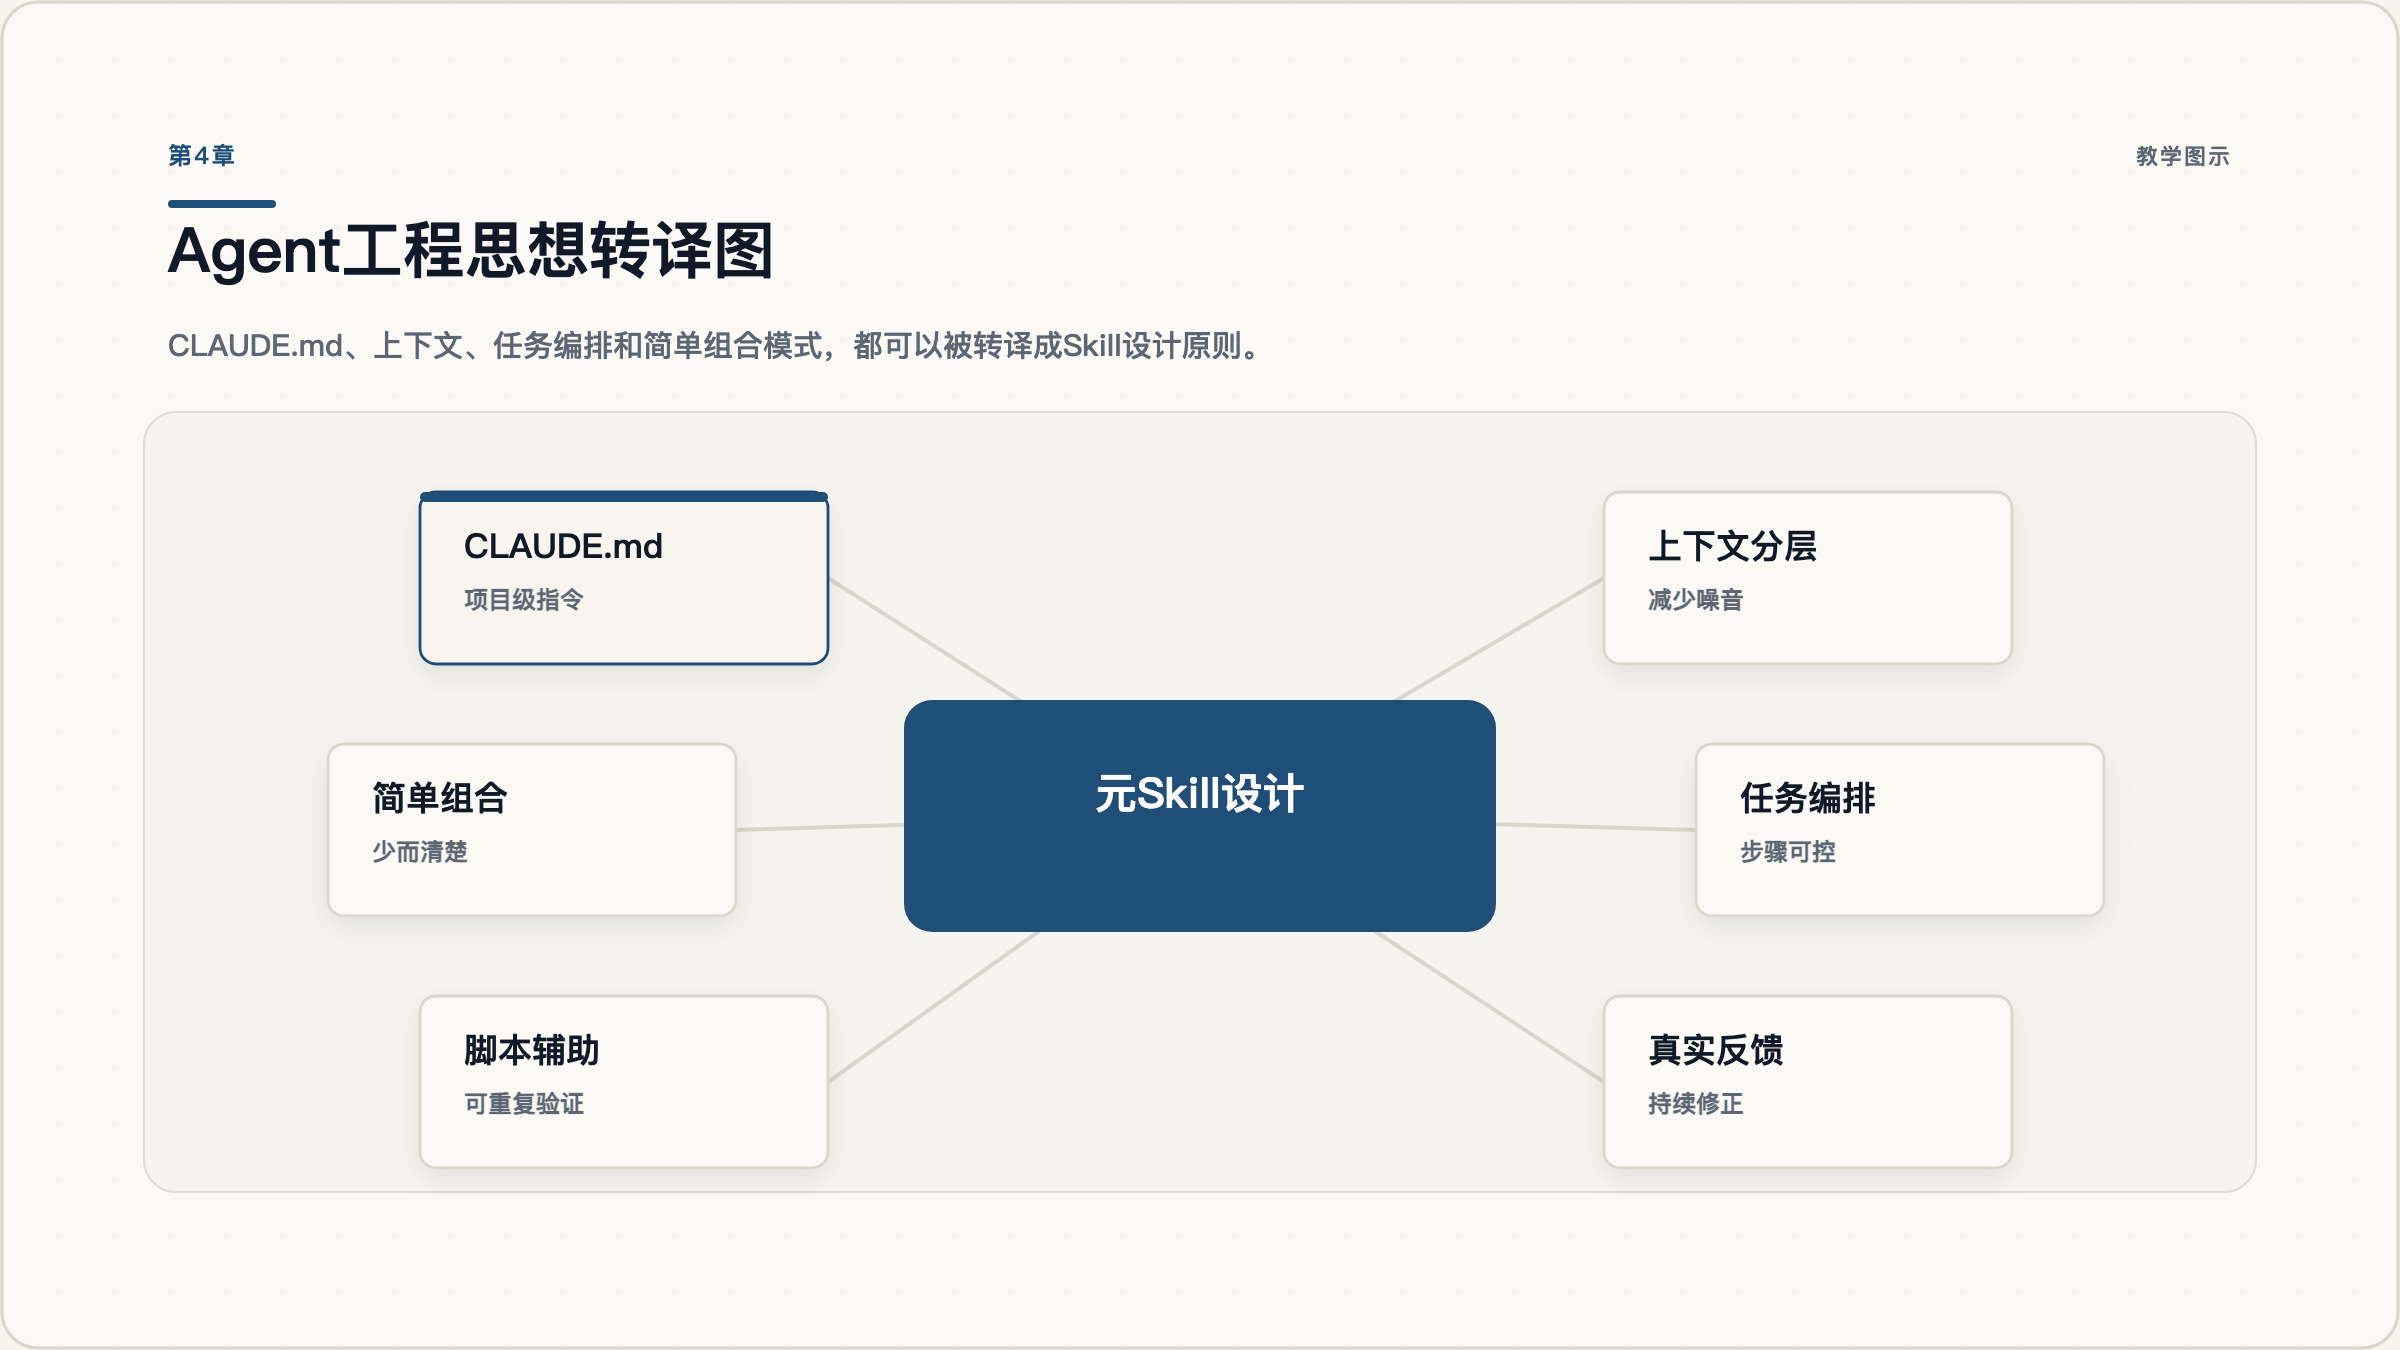 第4章
教学图示
Agent工程思想转译图
CLAUDE.md、上下文、任务编排和简单组合模式，都可以被转译成Skill设计原则。
CLAUDE.md
项目级指令
上下文分层
减少噪音
元Skill设计
简单组合
少而清楚
任务编排
步骤可控
脚本辅助
可重复验证
真实反馈
持续修正